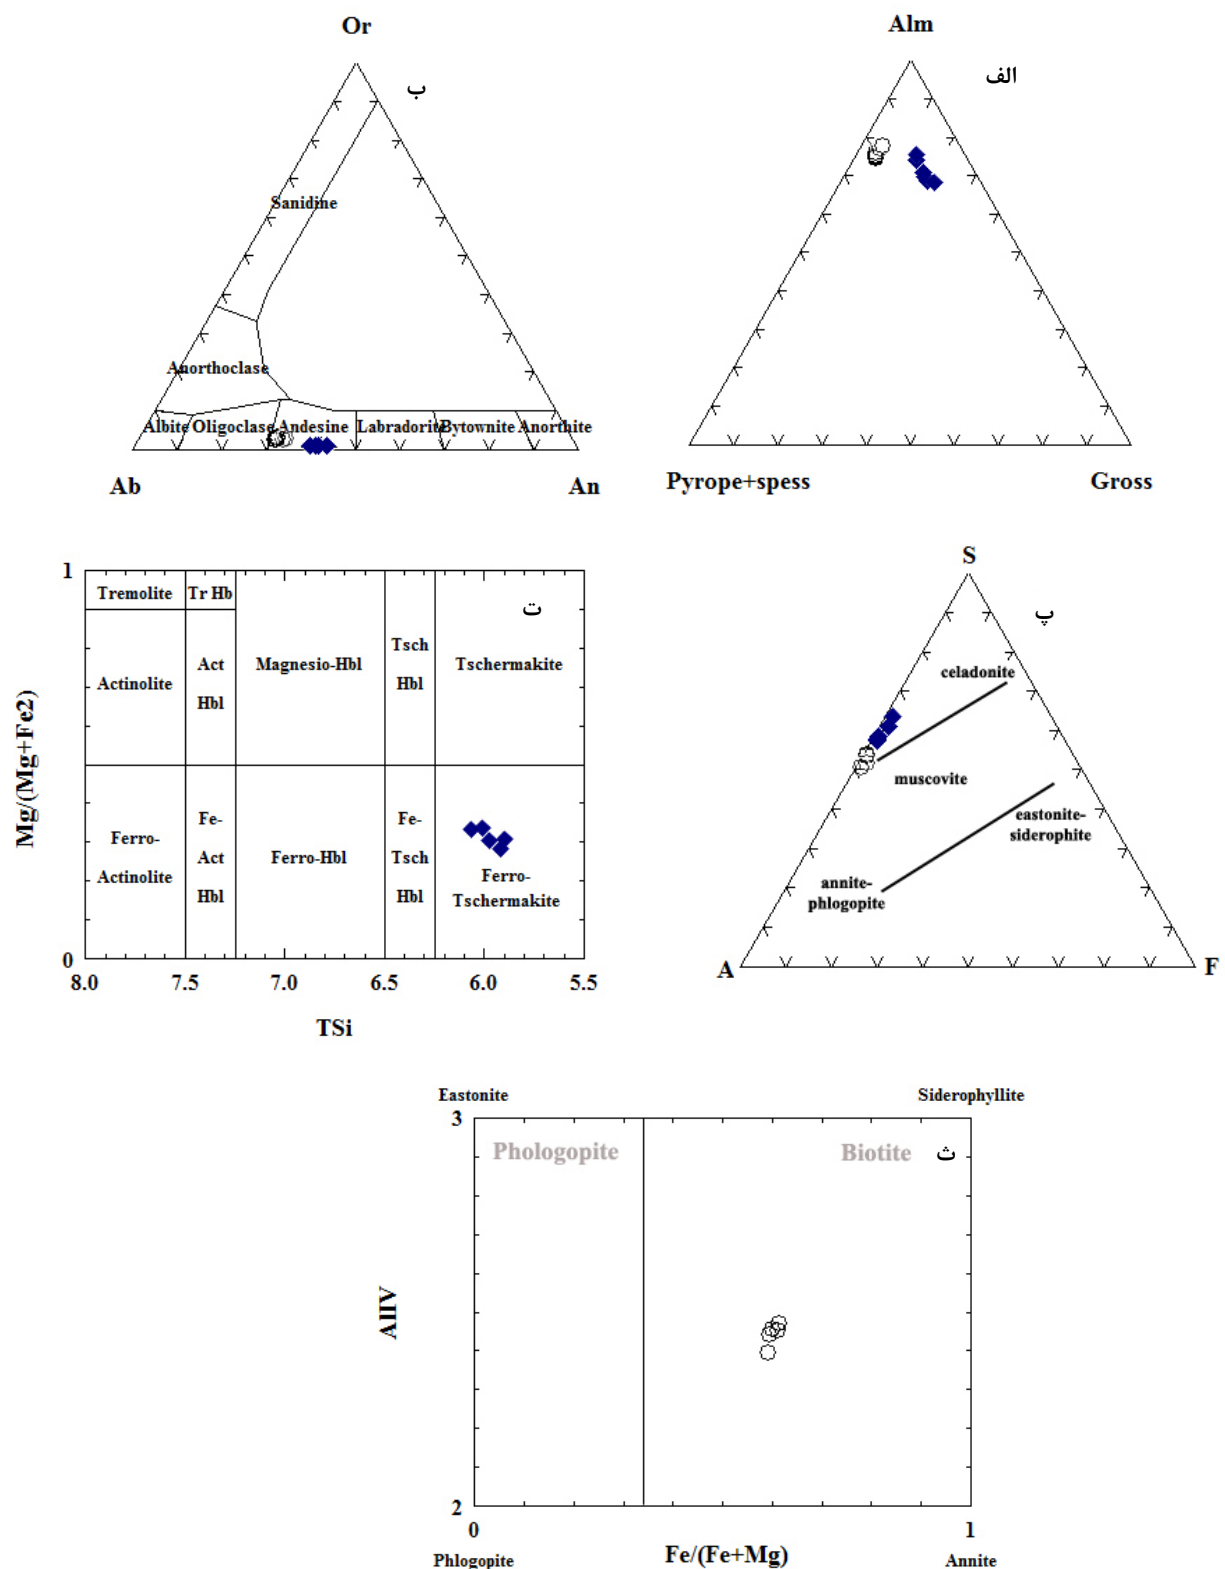 Or
ب
Sanidine
Anorthoclase
Albite Oligoclase Andesine Labradorite Bytownite Anorthite
Ab An
Alm
الف
Pyrope+spess Gross
1
Tremolite Tr Hb ت
Actinolite Act Hbl Magnesio-Hbl Tsch Hbl Tschermakite
Mg/(Mg+Fe2)
Ferro-Actinolite Fe-Act Hbl Ferro-Hbl Fe-Tsch Hbl Ferro-Tschermakite
0
8.0 7.5 7.0 6.5 6.0 5.5
TSi
S
پ
celadonite
muscovite
eastonite-
siderophite
annite-
phlogopite
A F
Eastonite Siderophyllite
3
Phologopite Biotite ث
AlIV
2
0 1
Phlogopite Fe/(Fe+Mg) Annite